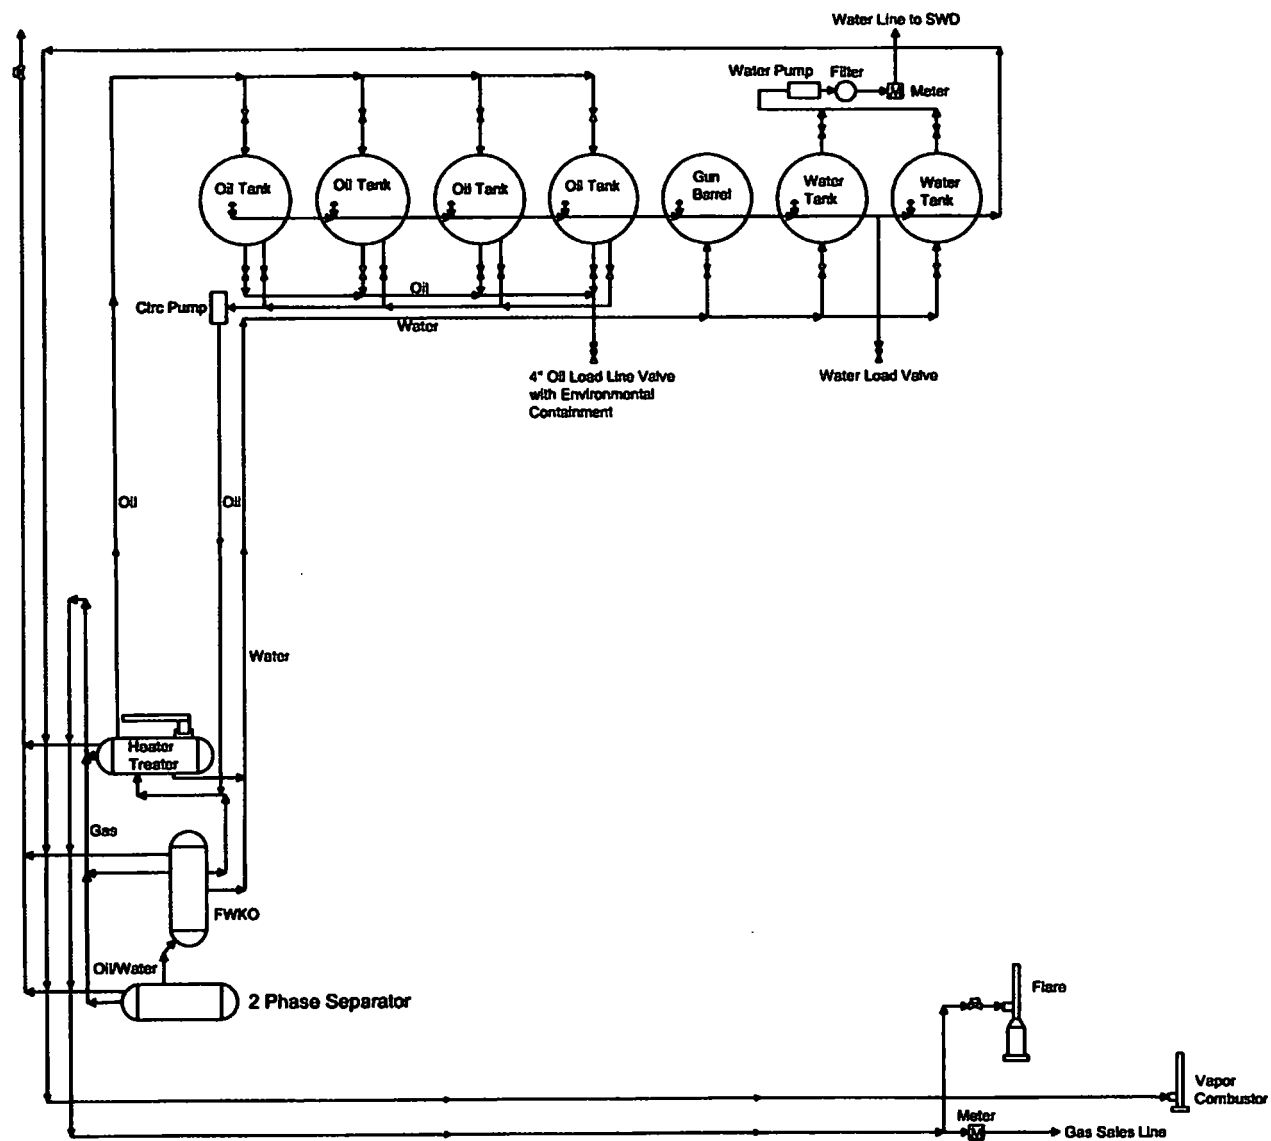 Water Line to SWD
Water Pump
Filter
Meter
Oil Tank
Oil Tank
Oil Tank
Oil Tank
Gun
Barrel
Water
Tank
Water
Tank
Oil
Circ Pump
Water
4" Oil Load Line Valve
with Environmental
Containment
Water Load Valve
Oil
Oil
Water
Heater
Treater
Gas
FWKO
Oil/Water
2 Phase Separator
Flare
Vapor
Combustor
Meter
M
Gas Sales Line
M